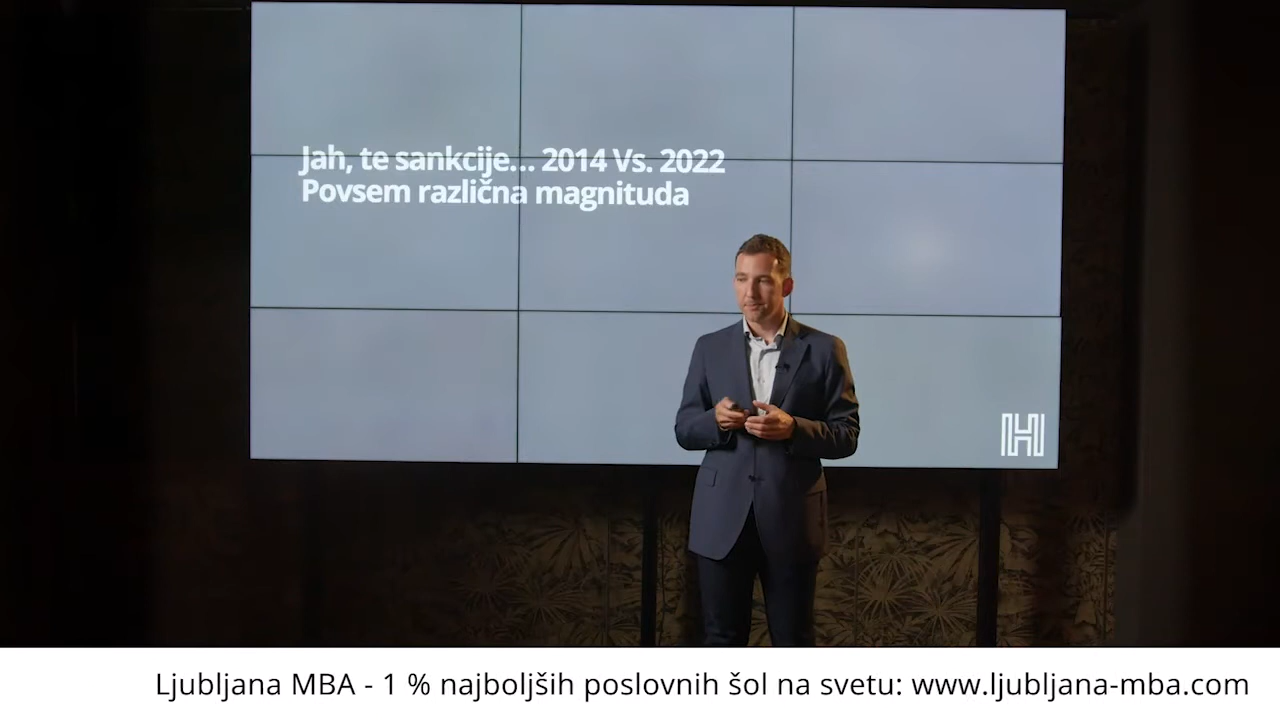 Jah, te sankcije... 2014 Vs. 2022
Povsem različna magnituda
H
Ljubljana MBA - 1 % najboljših poslovnih šol na svetu: www.ljubljana-mba.com